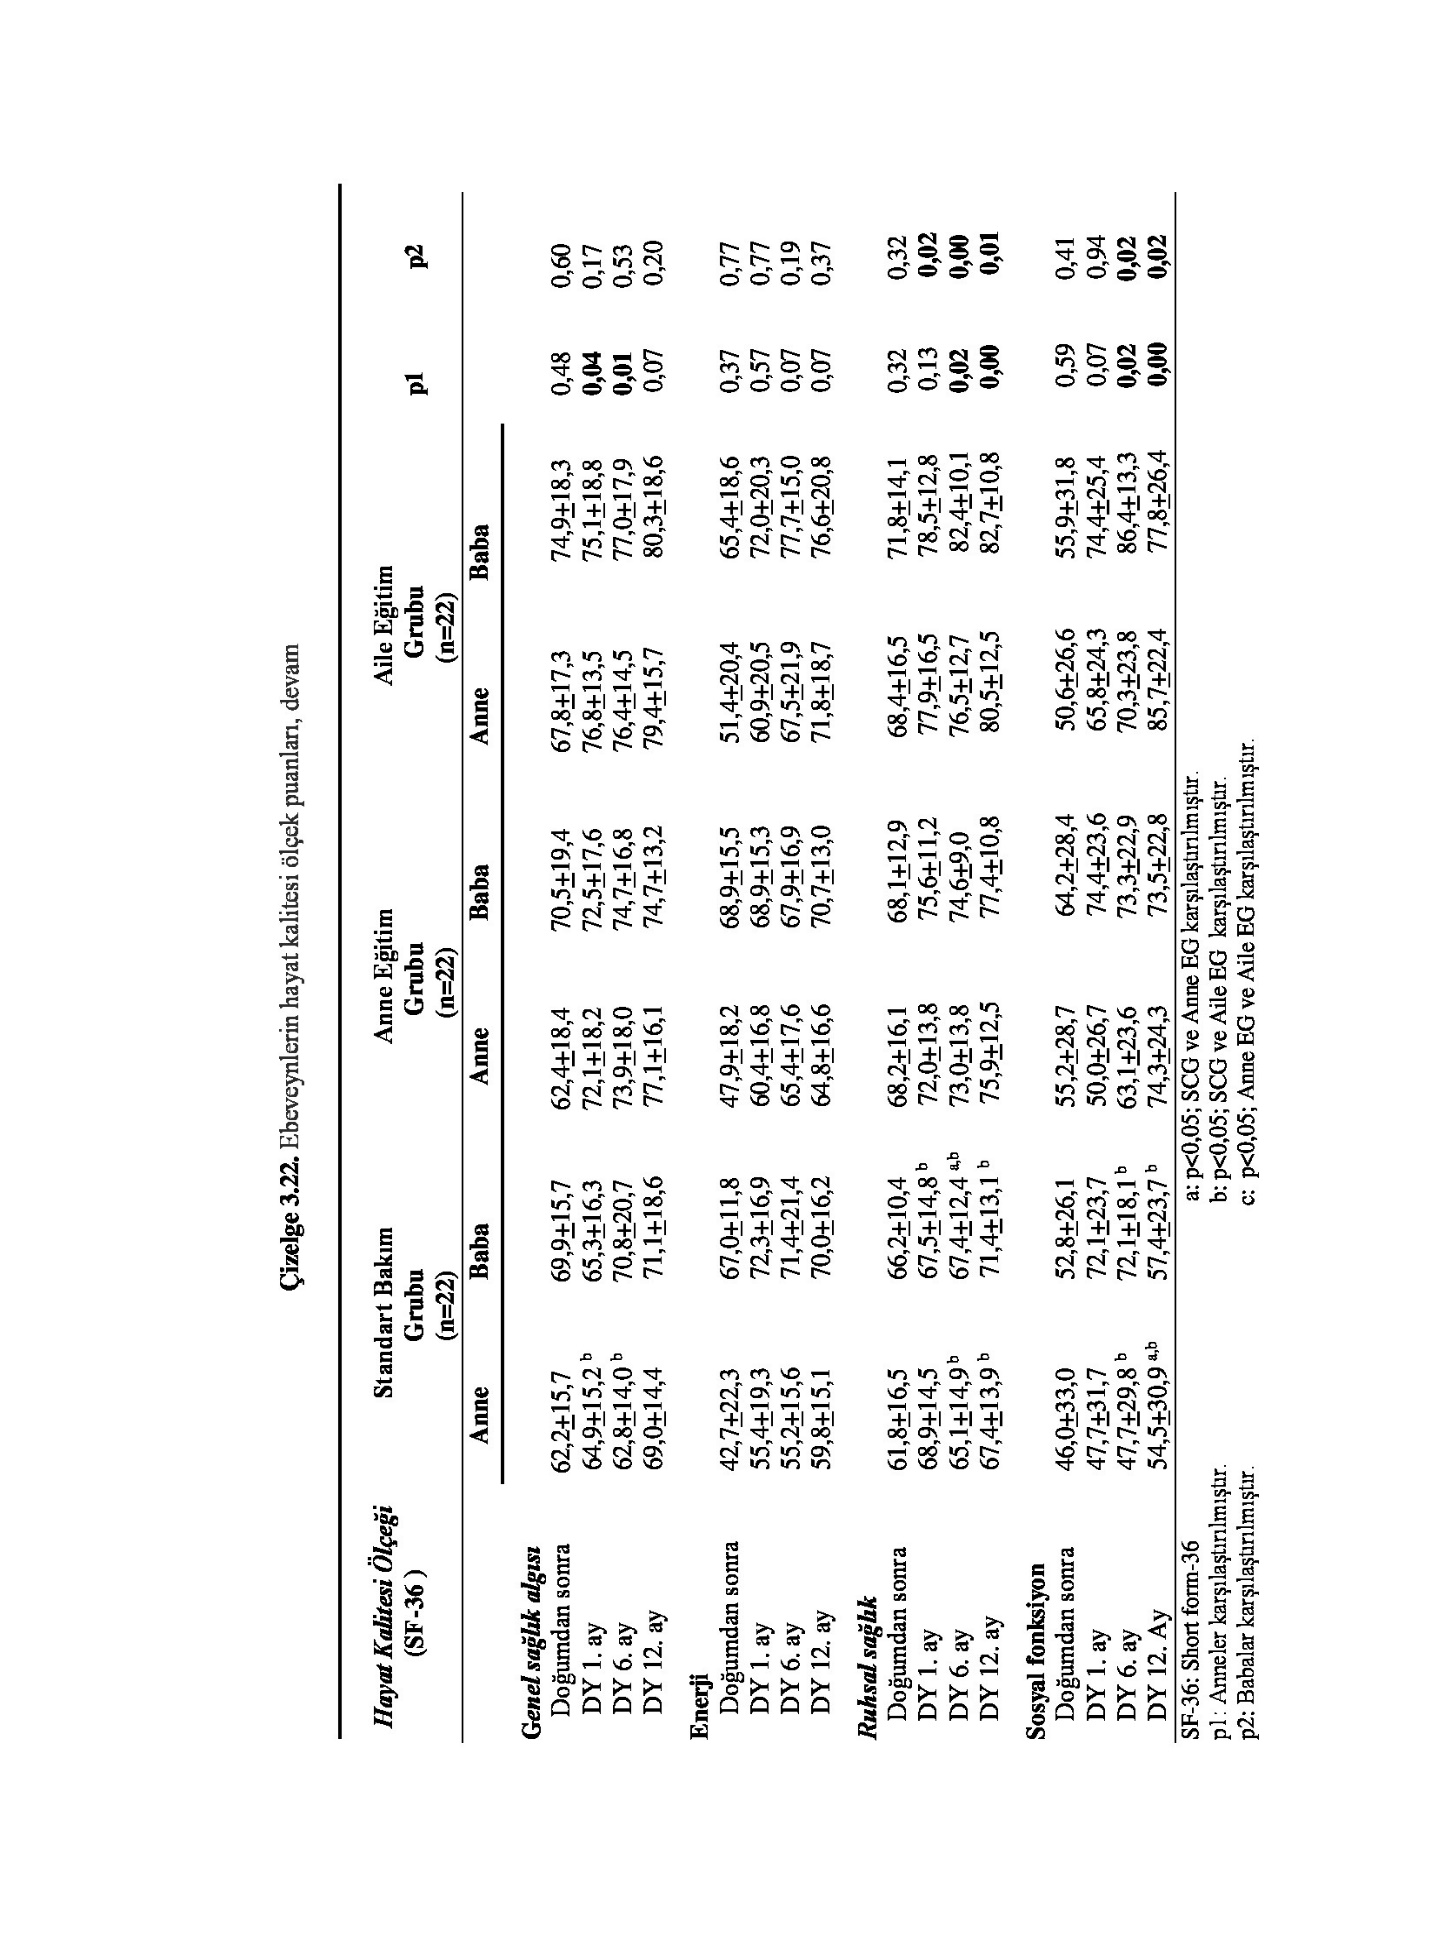 Çizelge 3.22. Ebeveynlerin hayat kalitesi ölçek puanları, devam
Hayat Kalitesi Ölçeği Standart Bakım Anne Eğitim Aile Eğitim p1 p2
(SF-36 ) Grubu Grubu Grubu
(n=22) (n=22) (n=22)
Anne Baba Anne Baba Anne Baba
Genel sağlık algısı
Doğumdan sonra 62,2±15,7 69,9±15,7 62,4±18,4 70,5±19,4 67,8±17,3 74,9±18,3 0,48 0,60
DY 1. ay 64,9±15,2 b 65,3±16,3 72,1±18,2 72,5±17,6 76,8±13,5 75,1±18,8 0,04 0,17
DY 6. ay 62,8±14,0 b 70,8±20,7 73,9±18,0 74,7±16,8 76,4±14,5 77,0±17,9 0,01 0,53
DY 12. ay 69,0±14,4 71,1±18,6 77,1±16,1 74,7±13,2 79,4±15,7 80,3±18,6 0,07 0,20
Enerji
Doğumdan sonra 42,7±22,3 67,0±11,8 47,9±18,2 68,9±15,5 51,4±20,4 65,4±18,6 0,37 0,77
DY 1. ay 55,4±19,3 72,3±16,9 60,4±16,8 68,9±15,3 60,9±20,5 72,0±20,3 0,57 0,77
DY 6. ay 55,2±15,6 71,4±21,4 65,4±17,6 67,9±16,9 67,5±21,9 77,7±15,0 0,07 0,19
DY 12. ay 59,8±15,1 70,0±16,2 64,8±16,6 70,7±13,0 71,8±18,7 76,6±20,8 0,07 0,37
Ruhsal sağlık
Doğumdan sonra 61,8±16,5 66,2±10,4 68,2±16,1 68,1±12,9 68,4±16,5 71,8±14,1 0,32 0,32
DY 1. ay 68,9±14,5 67,5±14,8 b 72,0±13,8 75,6±11,2 77,9±16,5 78,5±12,8 0,13 0,02
DY 6. ay 65,1±14,9 b 67,4±12,4 a,b 73,0±13,8 74,6±9,0 76,5±12,7 82,4±10,1 0,02 0,00
DY 12. ay 67,4±13,9 b 71,4±13,1 b 75,9±12,5 77,4±10,8 80,5±12,5 82,7±10,8 0,00 0,01
Sosyal fonksiyon
Doğumdan sonra 46,0±33,0 52,8±26,1 55,2±28,7 64,2±28,4 50,6±26,6 55,9±31,8 0,59 0,41
DY 1. ay 47,7±31,7 72,1±23,7 50,0±26,7 74,4±23,6 65,8±24,3 74,4±25,4 0,07 0,94
DY 6. ay 47,7±29,8 b 72,1±18,1 b 63,1±23,6 73,3±22,9 70,3±23,8 86,4±13,3 0,02 0,02
DY 12. Ay 54,5±30,9 a,b 57,4±23,7 b 74,3±24,3 73,5±22,8 85,7±22,4 77,8±26,4 0,00 0,02
SF-36: Short form-36 a: p<0,05; SCG ve Anne EG karşılaştırılmıştır.
p1: Anneler karşılaştırılmıştır. b: p<0,05; SCG ve Aile EG karşılaştırılmıştır.
p2: Babalar karşılaştırılmıştır. c: p<0,05; Anne EG ve Aile EG karşılaştırılmıştır.